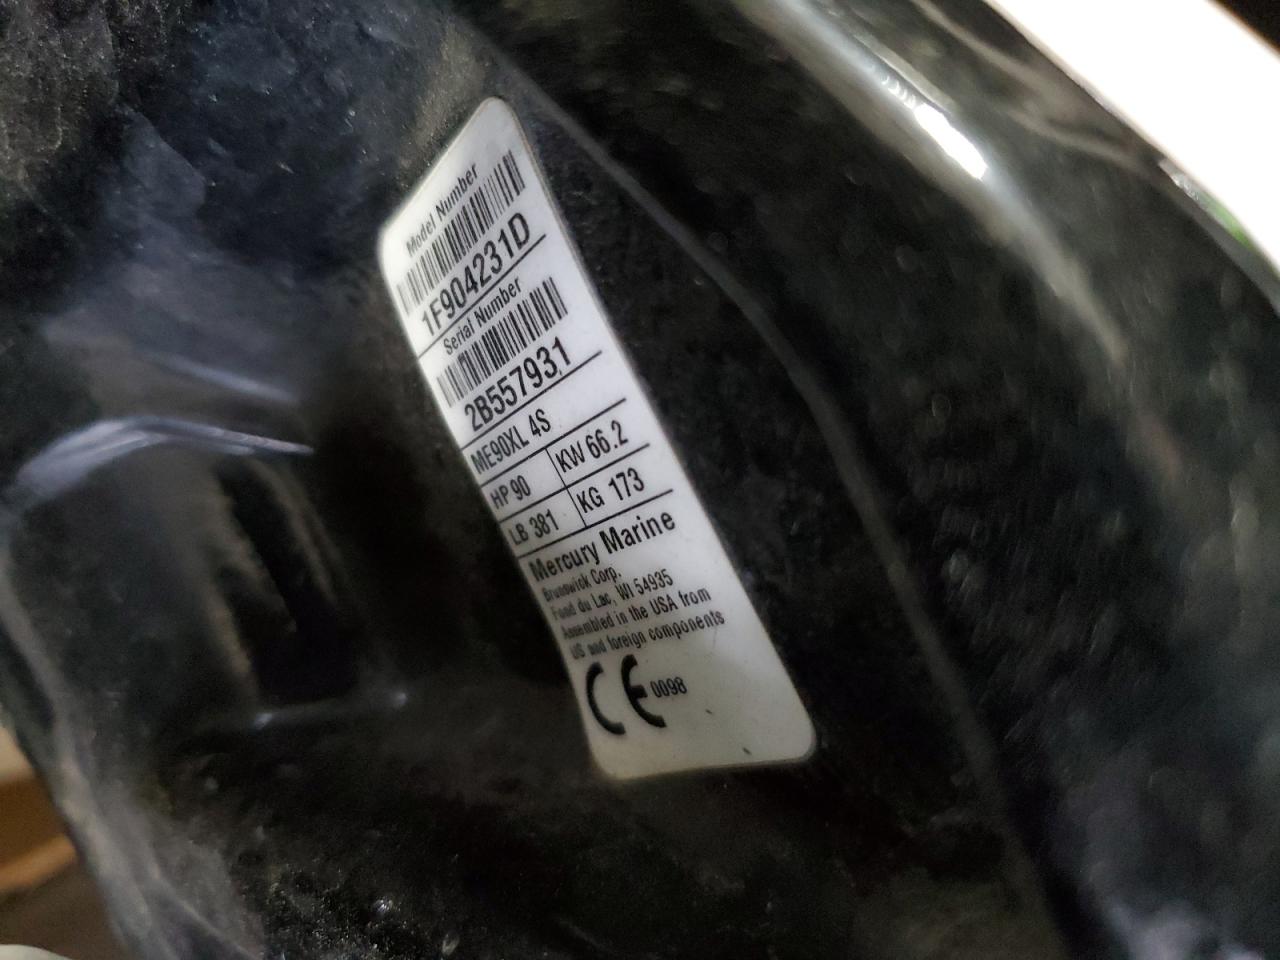 Model Number
1F904231D
Serial Number
2B557931
ME90XL 4S
HP 90 KW 66.2
LB 381 KG 173
Mercury Marine
Brunswick Corp.
Fond du Lac, WI 54935
Assembled in the USA from
US and foreign components
CE 0098